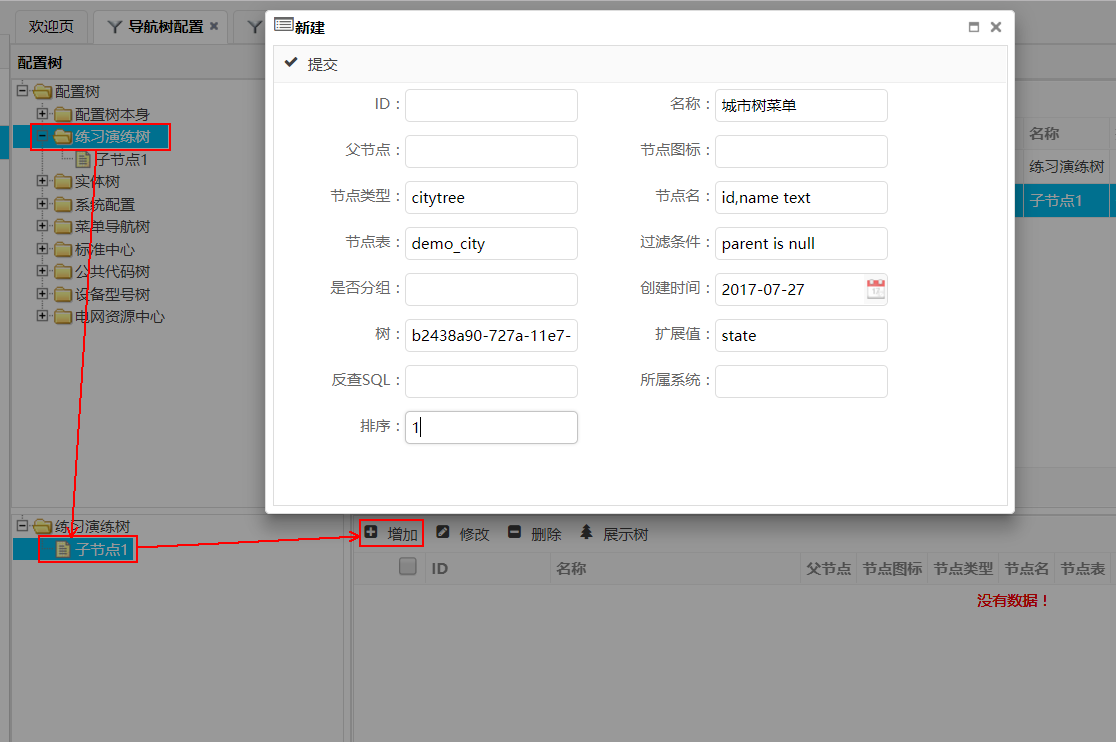 欢迎页
导航树配置
新建
提交
配置树
配置树
配置树本身
练习演练树
子节点1
实体树
系统配置
菜单导航树
标准中心
公共代码树
设备型号树
电网资源中心
ID：
名称： 城市树菜单
父节点：
节点图标：
节点类型： citytree
节点名： id,name text
节点表： demo_city
过滤条件： parent is null
是否分组：
创建时间： 2017-07-27
树： b2438a90-727a-11e7-
扩展值： state
反查SQL：
所属系统：
排序： 1
名称
练习演练树
子节点1
练习演练树
子节点1
增加 修改 删除 展示树
ID 名称 父节点 节点图标 节点类型 节点名 节点表
没有数据！